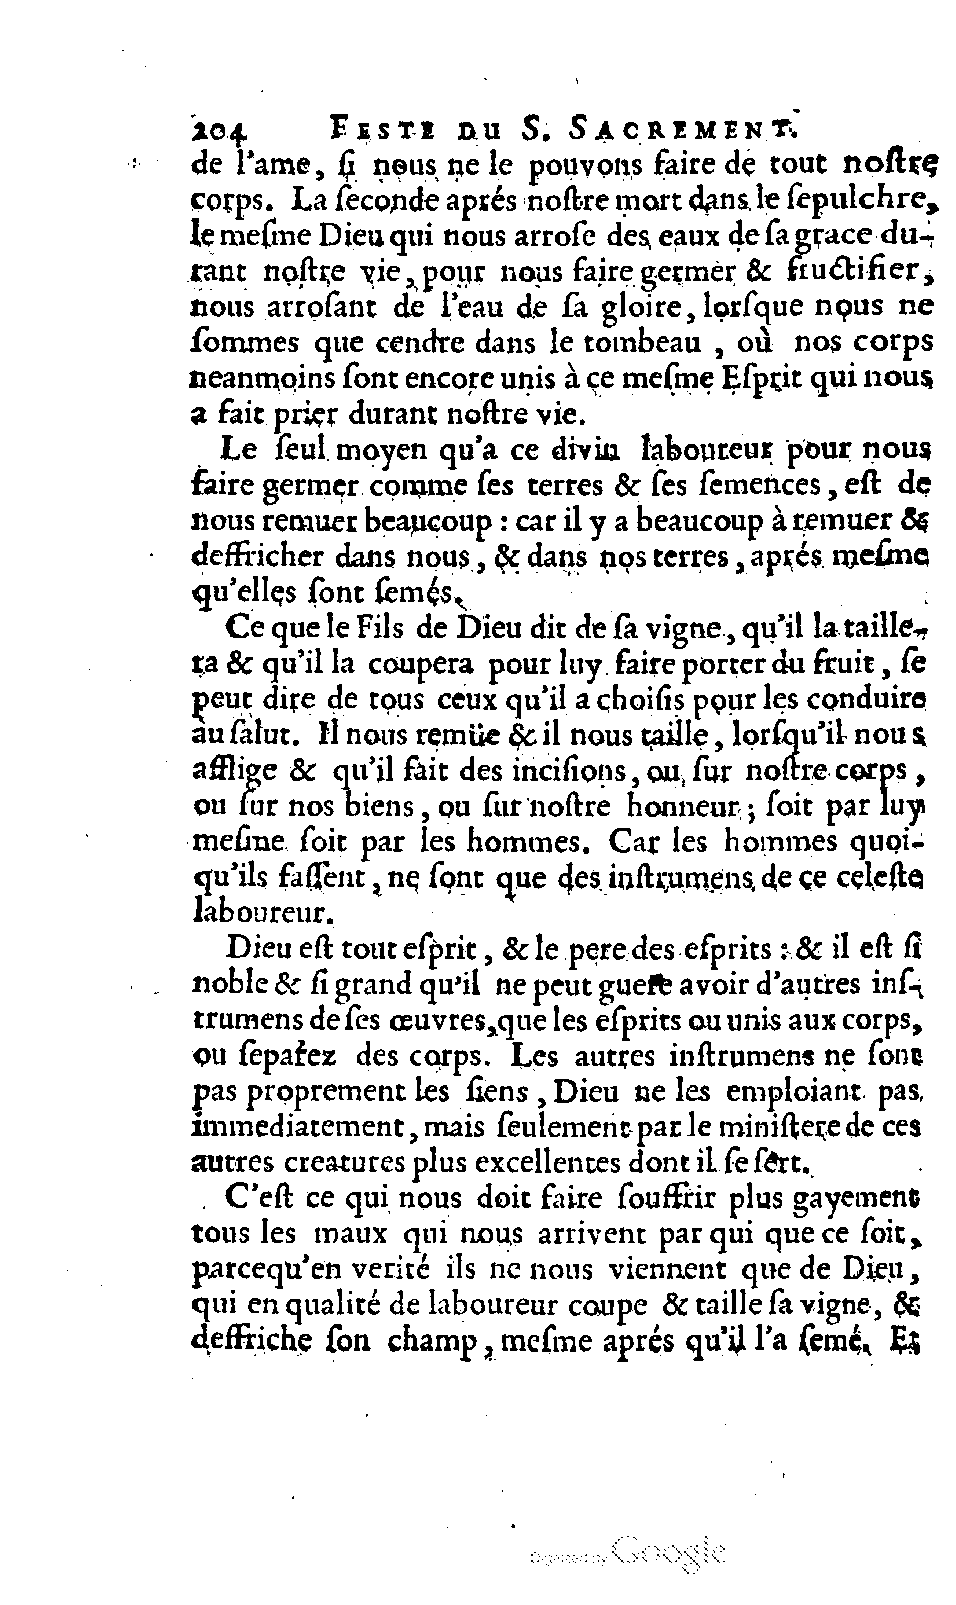 204 FESTE DU S. SACREMENT.
de l'ame, ſi nous ne le pouvons faire de tout noſtre
corps. La ſeconde aprés noſtre mort dans le ſepulchre,
le meſme Dieu qui nous arroſe des eaux de ſa grace du-
rant noſtre vie, pour nous faire germer & fructifier,
nous arroſant de l'eau de ſa gloire, lorſque nous ne
ſommes que cendre dans le tombeau, où nos corps
neanmoins ſont encore unis à ce meſme Eſprit qui nous
a fait prier durant noſtre vie.
Le ſeul moyen qu'a ce divin laboureur pour nous
faire germer comme ſes terres & ſes ſemences, eſt de
nous remuer beaucoup : car il y a beaucoup à remuer &
deffricher dans nous, & dans nos terres, aprés meſme
qu'elles ſont ſemés.
Ce que le Fils de Dieu dit de ſa vigne, qu'il la taille-
ra & qu'il la coupera pour luy faire porter du fruit, ſe
peut dire de tous ceux qu'il a choiſis pour les conduire
au ſalut. Il nous remüe & il nous taille, lorſqu'il nous
afflige & qu'il fait des inciſions, ou ſur noſtre corps,
ou ſur nos biens, ou ſur noſtre honneur ; ſoit par luy
meſme ſoit par les hommes. Car les hommes quoi-
qu'ils faſſent, ne ſont que des inſtrumens de ce celeſte
laboureur.
Dieu eſt tout eſprit, & le pere des eſprits : & il eſt ſi
noble & ſi grand qu'il ne peut guere avoir d'autres inſ-
trumens de ſes œuvres, que les eſprits ou unis aux corps,
ou ſeparez des corps. Les autres inſtrumens ne ſont
pas proprement les ſiens, Dieu ne les emploiant pas
immediatement, mais ſeulement par le miniſtere de ces
autres creatures plus excellentes dont il ſe ſert.
C'eſt ce qui nous doit faire ſouffrir plus gayement
tous les maux qui nous arrivent par qui que ce ſoit,
parcequ'en verité ils ne nous viennent que de Dieu,
qui en qualité de laboureur coupe & taille ſa vigne, &
deffriche ſon champ, meſme aprés qu'il l'a ſemé. Et
Digitized by Google